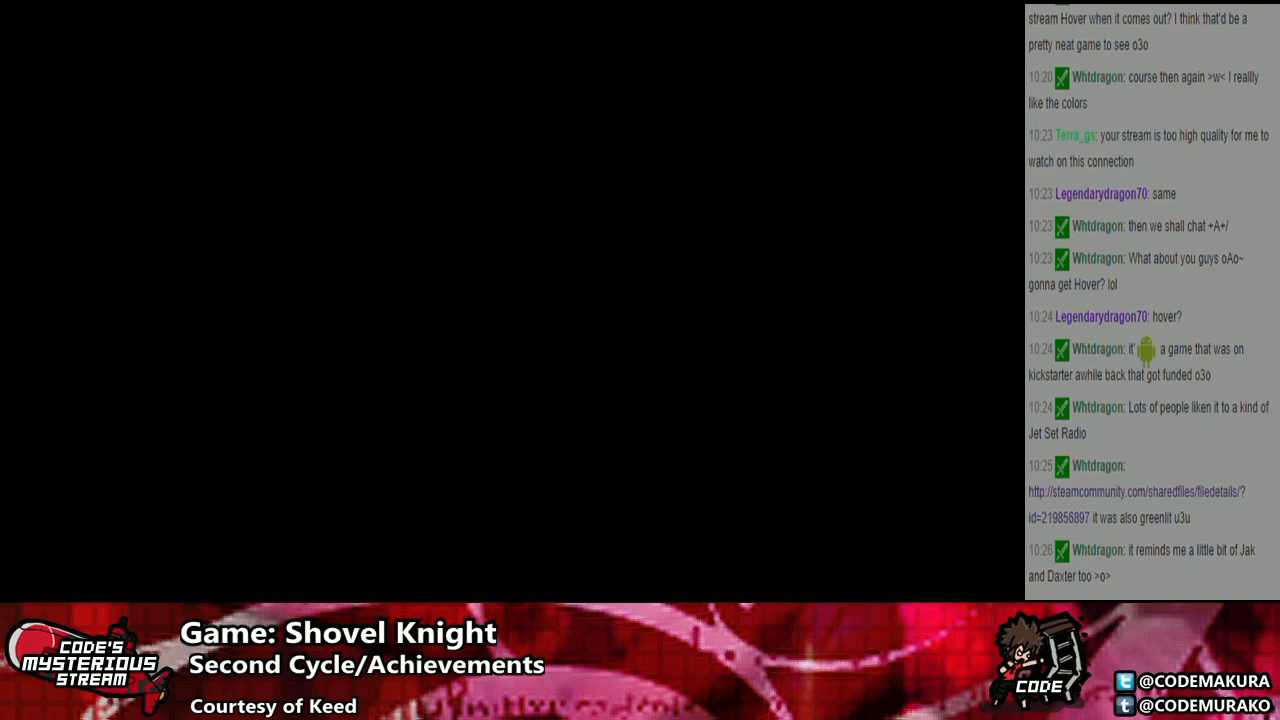 stream Hover when it comes out? I think that'd be a
pretty neat game to see o3o
10:20 Whtdragon: course then again >w< I reallly
like the colors
10:23 Terra_gs: your stream is too high quality for me to
watch on this connection
10:23 Legendarydragon70: same
10:23 Whtdragon: then we shall chat +A+/
10:23 Whtdragon: What about you guys oAo~
gonna get Hover? lol
10:24 Legendarydragon70: hover?
10:24 Whtdragon: it' a game that was on
kickstarter awhile back that got funded o3o
10:24 Whtdragon: Lots of people liken it to a kind of
Jet Set Radio
10:25 Whtdragon:
http://steamcommunity.com/sharedfiles/filedetails/?
id=219856897 it was also greenlit u3u
10:26 Whtdragon: it reminds me a little bit of Jak
and Daxter too >o>
CODE'S
MYSTERIOUS
STREAM
Game: Shovel Knight
Second Cycle/Achievements
Courtesy of Keed
CODE
@CODEMAKURA
@CODEMURAKO